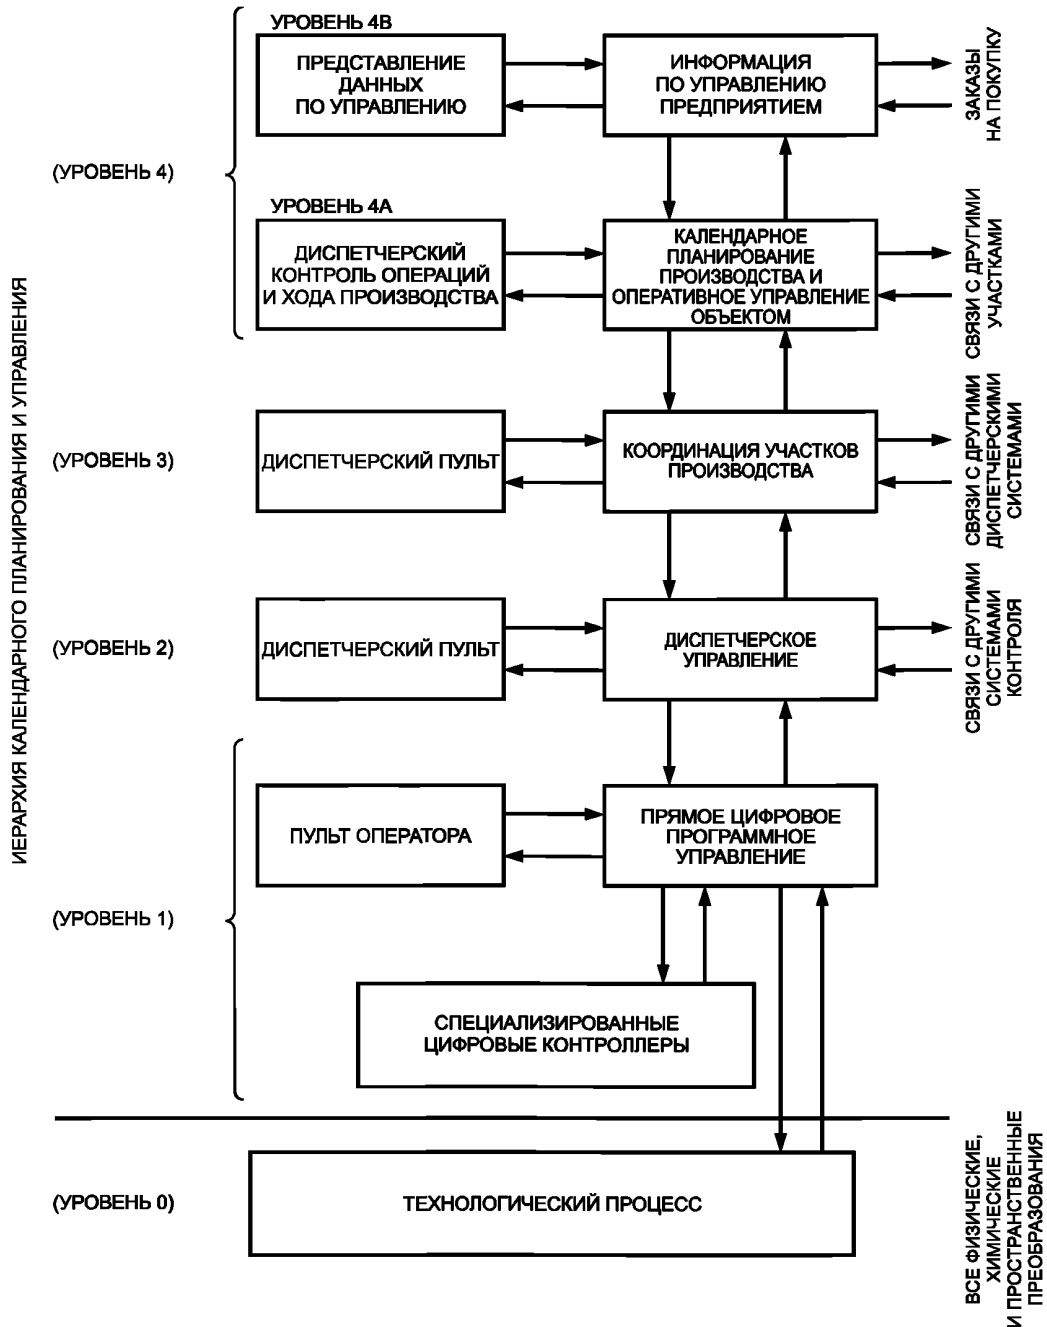 ИЕРАРХИЯ КАЛЕНДАРНОГО ПЛАНИРОВАНИЯ И УПРАВЛЕНИЯ
(УРОВЕНЬ 4)
УРОВЕНЬ 4B
ПРЕДСТАВЛЕНИЕ
ДАННЫХ
ПО УПРАВЛЕНИЮ
ИНФОРМАЦИЯ
ПО УПРАВЛЕНИЮ
ПРЕДПРИЯТИЕМ
ЗАКАЗЫ
НА ПОКУПКУ
УРОВЕНЬ 4A
ДИСПЕТЧЕРСКИЙ
КОНТРОЛЬ ОПЕРАЦИЙ
И ХОДА ПРОИЗВОДСТВА
КАЛЕНДАРНОЕ
ПЛАНИРОВАНИЕ
ПРОИЗВОДСТВА И
ОПЕРАТИВНОЕ УПРАВЛЕНИЕ
ОБЪЕКТОМ
СВЯЗИ С ДРУГИМИ
УЧАСТКАМИ
(УРОВЕНЬ 3)
ДИСПЕТЧЕРСКИЙ ПУЛЬТ
КООРДИНАЦИЯ УЧАСТКОВ
ПРОИЗВОДСТВА
СВЯЗИ С ДРУГИМИ
ДИСПЕТЧЕРСКИМИ
СИСТЕМАМИ
(УРОВЕНЬ 2)
ДИСПЕТЧЕРСКИЙ ПУЛЬТ
ДИСПЕТЧЕРСКОЕ
УПРАВЛЕНИЕ
СВЯЗИ С ДРУГИМИ
СИСТЕМАМИ
КОНТРОЛЯ
(УРОВЕНЬ 1)
ПУЛЬТ ОПЕРАТОРА
ПРЯМОЕ ЦИФРОВОЕ
ПРОГРАММНОЕ
УПРАВЛЕНИЕ
СПЕЦИАЛИЗИРОВАННЫЕ
ЦИФРОВЫЕ КОНТРОЛЛЕРЫ
(УРОВЕНЬ 0)
ТЕХНОЛОГИЧЕСКИЙ ПРОЦЕСС
ВСЕ ФИЗИЧЕСКИЕ,
ХИМИЧЕСКИЕ
И ПРОСТРАНСТВЕННЫЕ
ПРЕОБРАЗОВАНИЯ